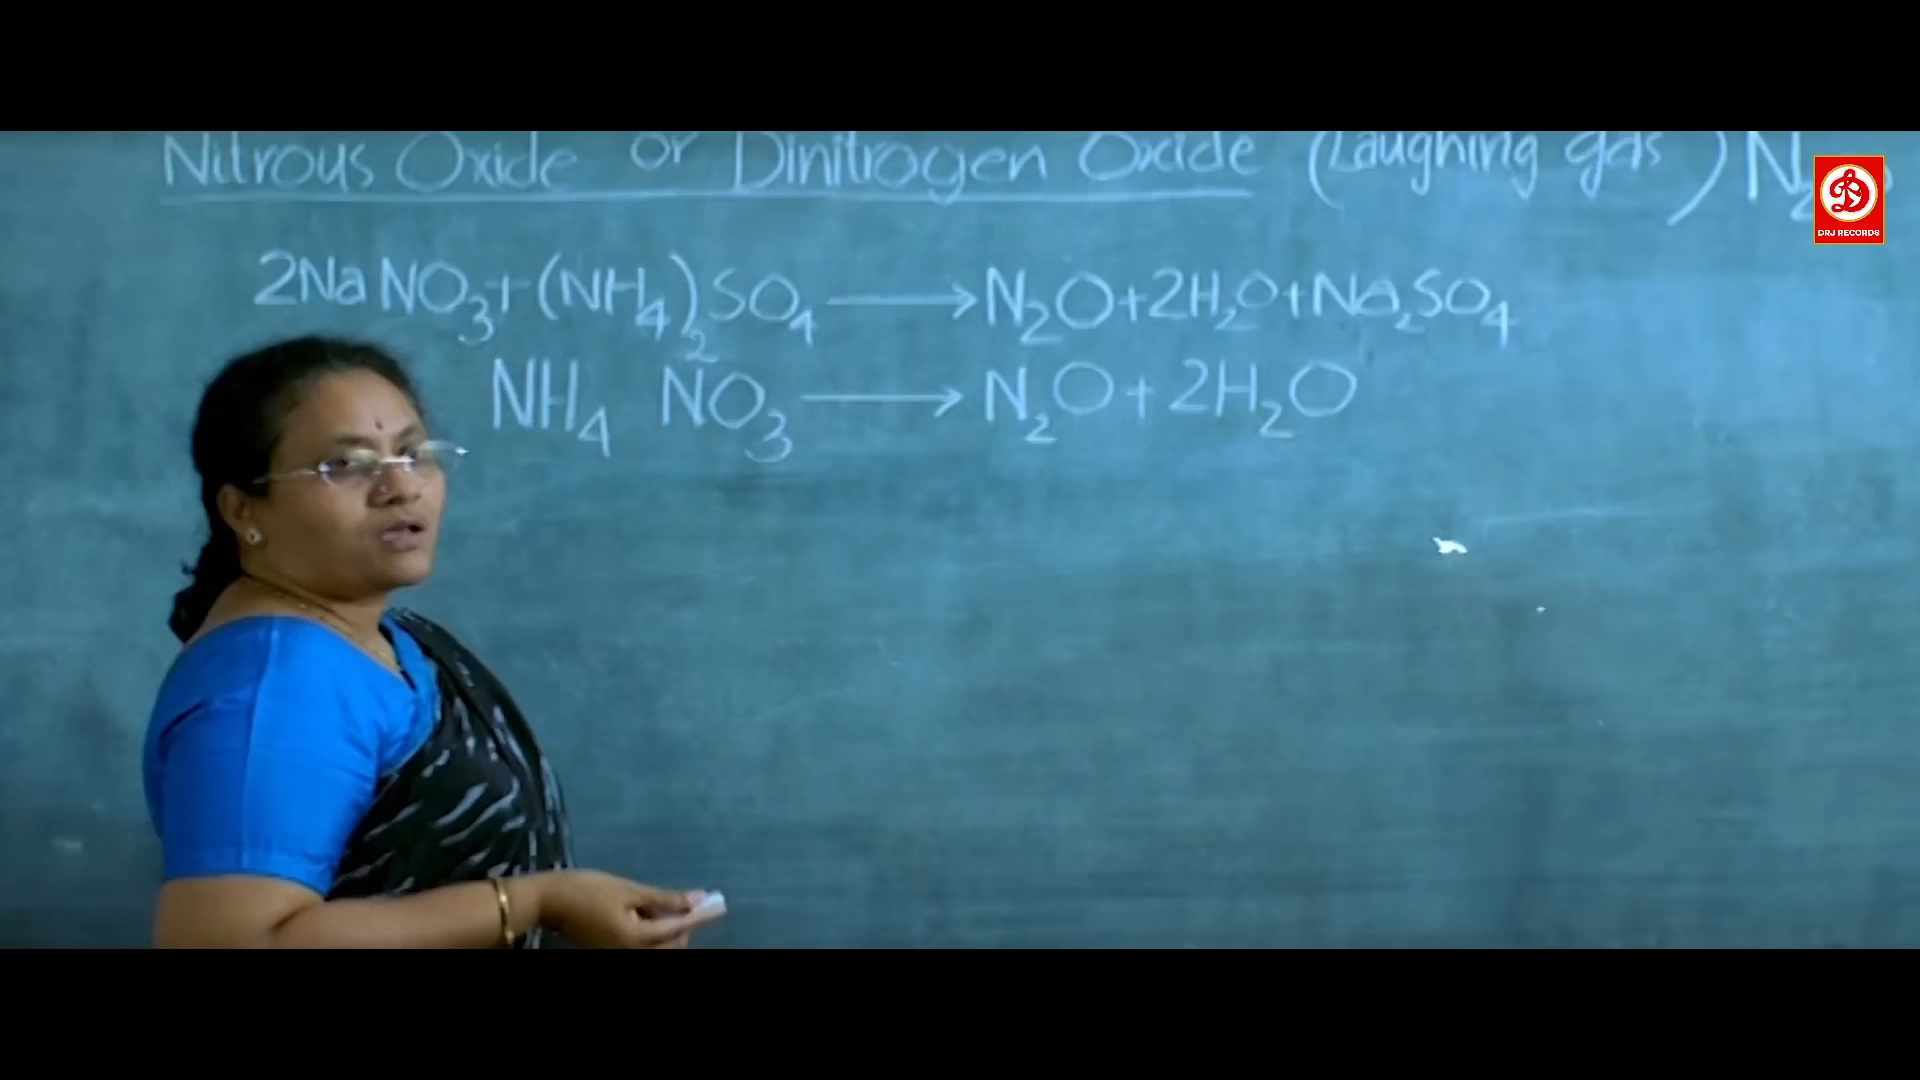 Nitrous Oxide or Dinitrogen Oxide (Laughing gas) N₂
2NaNO₃+(NH₄)₂SO₄ → N₂O+2H₂O+Na₂SO₄
NH₄ NO₃ → N₂O+2H₂O
DRJ RECORDS